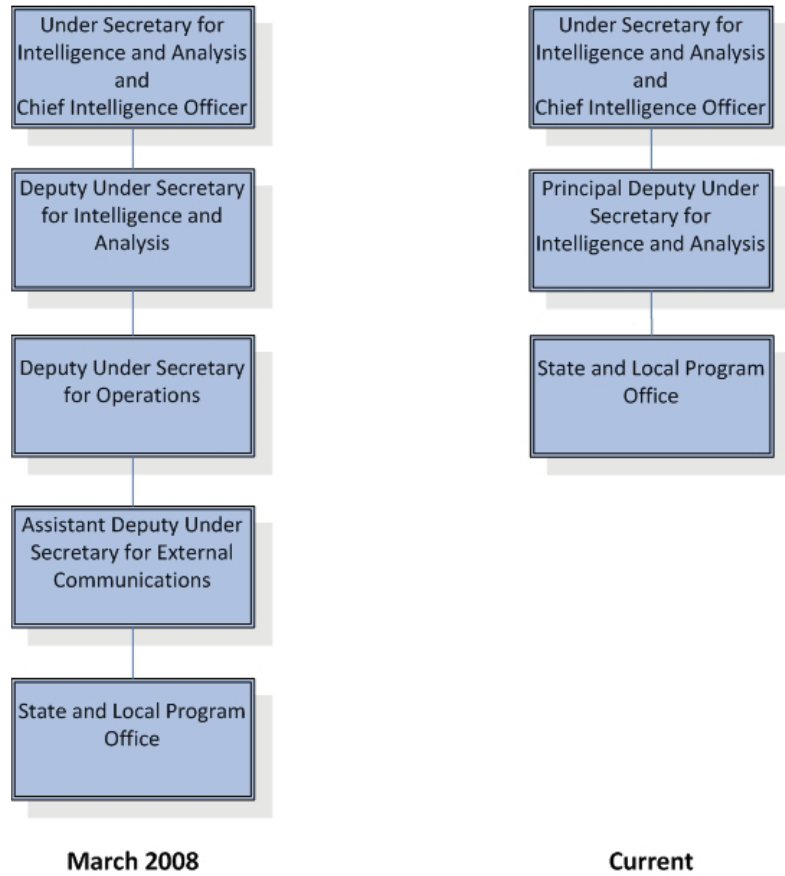 Under Secretary for
Intelligence and Analysis
and
Chief Intelligence Officer
Deputy Under Secretary
for Intelligence and
Analysis
Deputy Under Secretary
for Operations
Assistant Deputy Under
Secretary for External
Communications
State and Local Program
Office
March 2008
Under Secretary for
Intelligence and Analysis
and
Chief Intelligence Officer
Principal Deputy Under
Secretary for
Intelligence and Analysis
State and Local Program
Office
Current